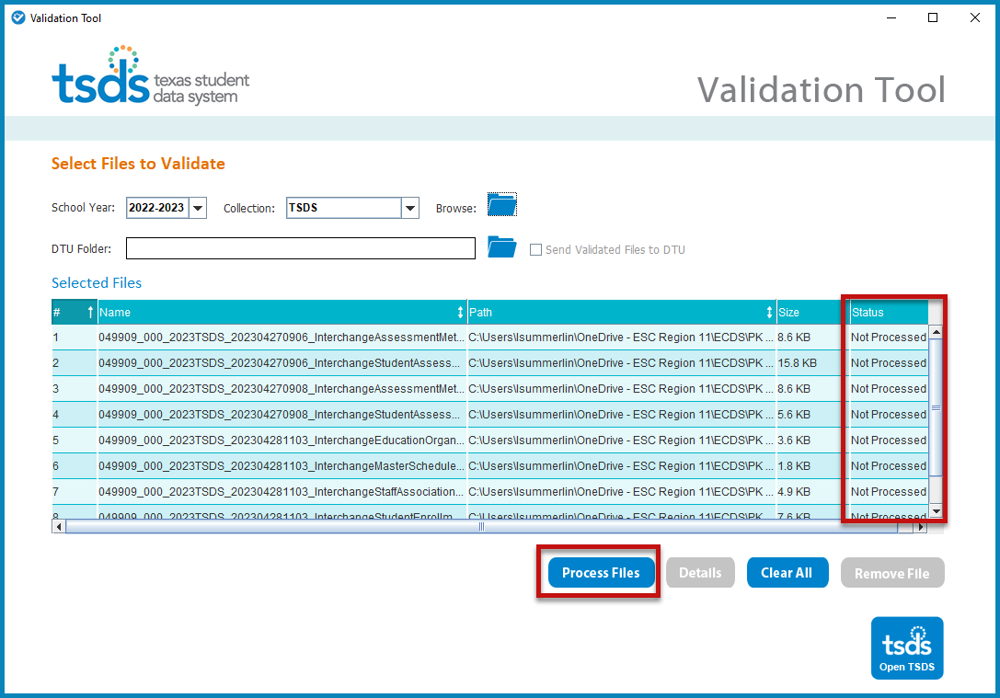 Validation Tool
tsds texas student
data system
Validation Tool
Select Files to Validate
School Year: 2022-2023 Collection: TSDS Browse:
DTU Folder: Send Validated Files to DTU
Selected Files
# Name Path Size Status
1 049909_000_2023TSDS_202304270906_InterchangeAssessmentMet... C:\Users\lsummerlin\OneDrive - ESC Region 11\ECDS\PK ... 8.6 KB Not Processed
2 049909_000_2023TSDS_202304270906_InterchangeStudentAssess... C:\Users\lsummerlin\OneDrive - ESC Region 11\ECDS\PK ... 15.8 KB Not Processed
3 049909_000_2023TSDS_202304270908_InterchangeAssessmentMet... C:\Users\lsummerlin\OneDrive - ESC Region 11\ECDS\PK ... 8.6 KB Not Processed
4 049909_000_2023TSDS_202304270908_InterchangeStudentAssess... C:\Users\lsummerlin\OneDrive - ESC Region 11\ECDS\PK ... 5.6 KB Not Processed
5 049909_000_2023TSDS_202304281103_InterchangeEducationOrgan... C:\Users\lsummerlin\OneDrive - ESC Region 11\ECDS\PK ... 3.6 KB Not Processed
6 049909_000_2023TSDS_202304281103_InterchangeMasterSchedule... C:\Users\lsummerlin\OneDrive - ESC Region 11\ECDS\PK ... 1.8 KB Not Processed
7 049909_000_2023TSDS_202304281103_InterchangeStaffAssociation... C:\Users\lsummerlin\OneDrive - ESC Region 11\ECDS\PK ... 4.9 KB Not Processed
8 049909_000_2023TSDS_202304281103_InterchangeStudentEnrollm... C:\Users\lsummerlin\OneDrive - ESC Region 11\ECDS\PK ... 7.6 KB Not Processed
Process Files Details Clear All Remove File
tsds
Open TSDS